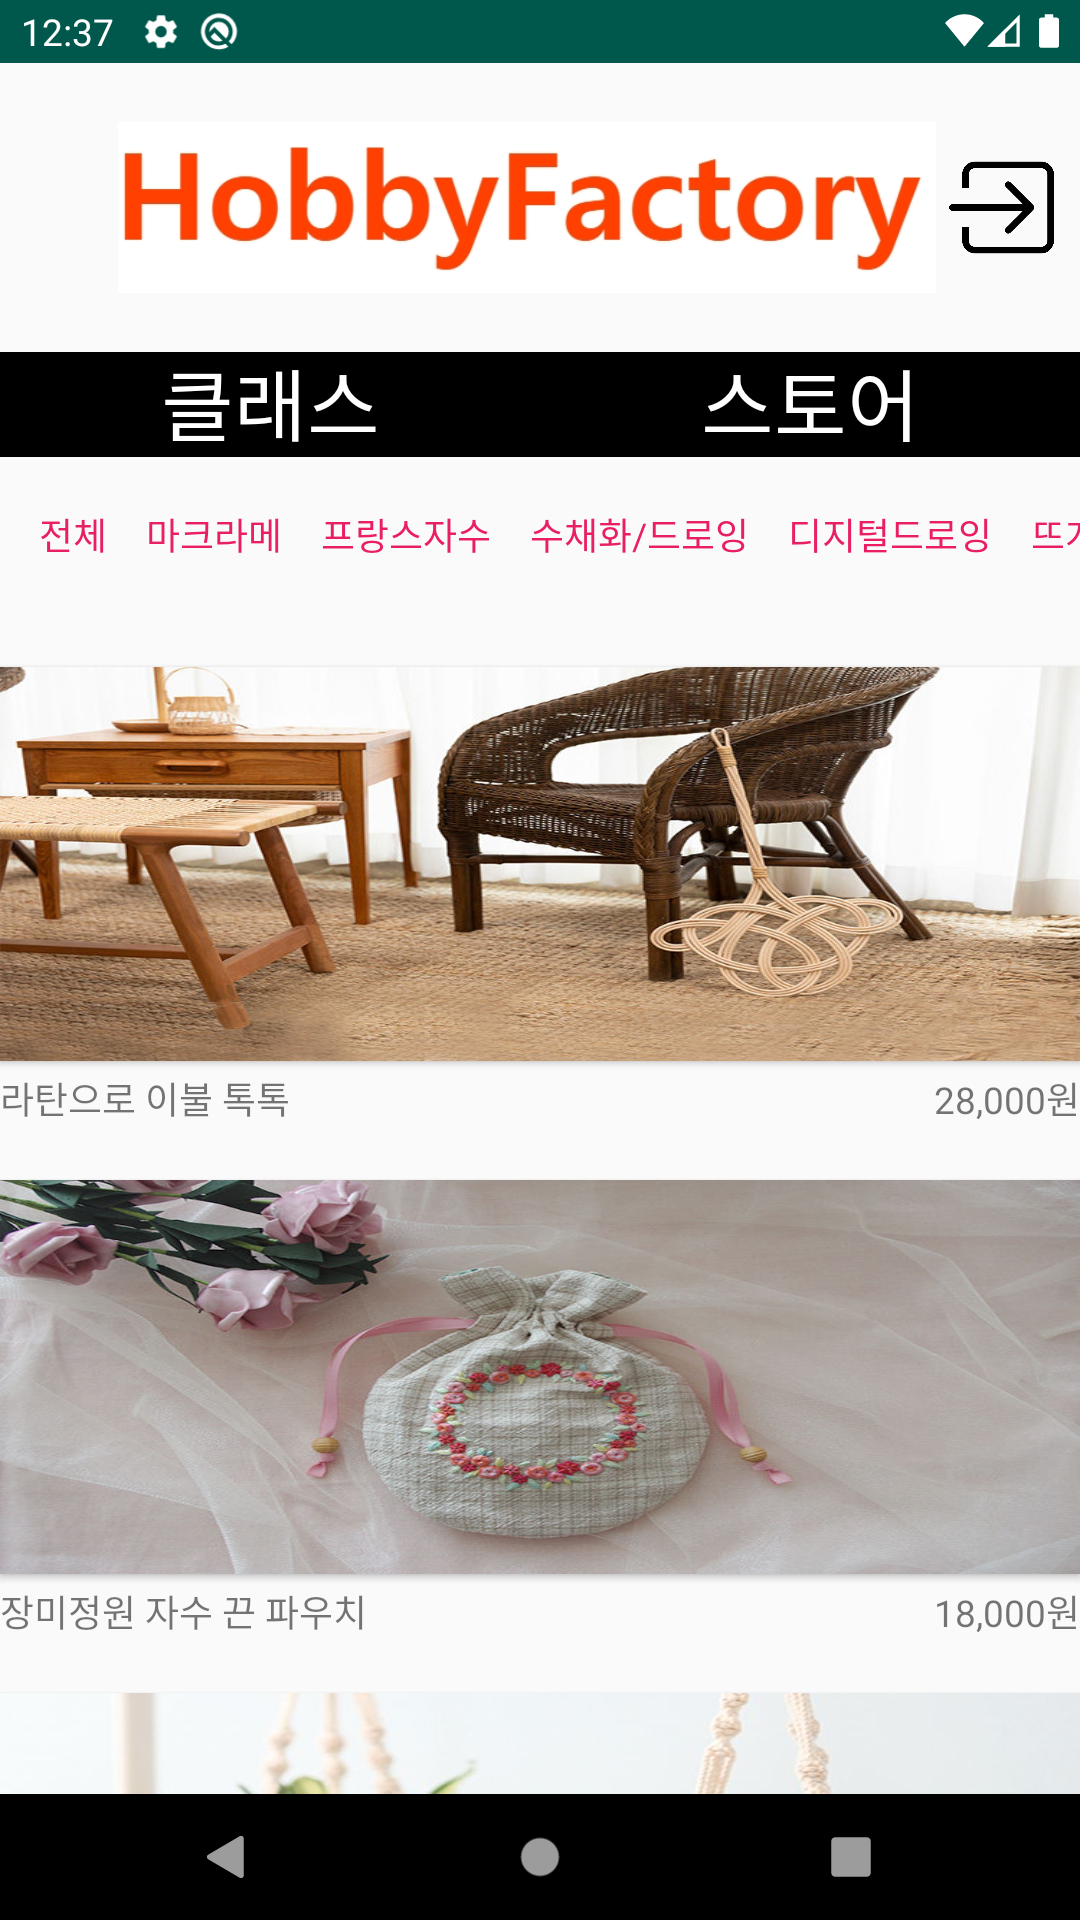 12:37
HobbyFactory
클래스 스토어
전체 마크라메 프랑스자수 수채화/드로잉 디지털드로잉
라탄으로 이불 톡톡 28,000원
장미정원 자수 끈 파우치 18,000원